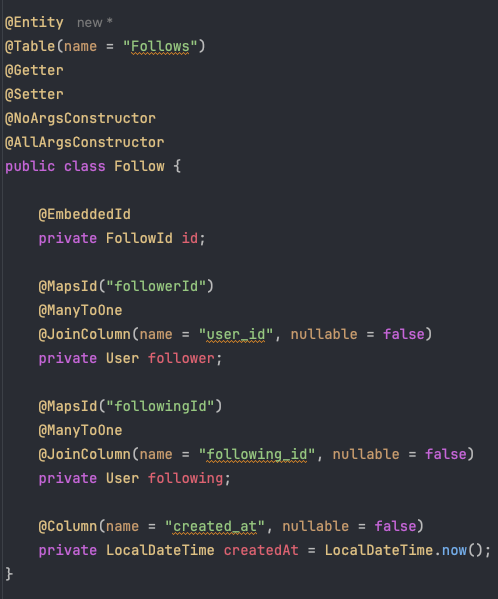 @Entity new *
@Table(name = "Follows")
@Getter
@Setter
@NoArgsConstructor
@AllArgsConstructor
public class Follow {
@EmbeddedId
private FollowId id;
@MapsId("followerId")
@ManyToOne
@JoinColumn(name = "user_id", nullable = false)
private User follower;
@MapsId("followingId")
@ManyToOne
@JoinColumn(name = "following_id", nullable = false)
private User following;
@Column(name = "created_at", nullable = false)
private LocalDateTime createdAt = LocalDateTime.now();
}